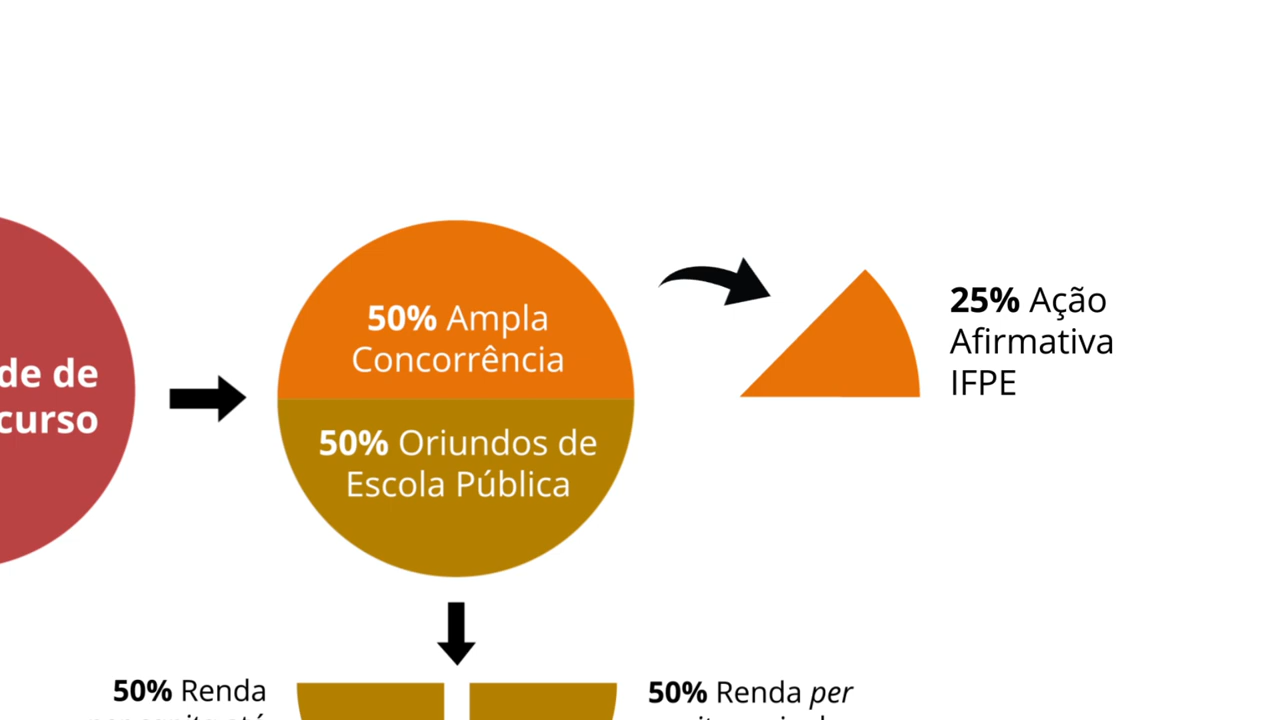 de de
curso
50% Ampla
Concorrência
50% Oriundos de
Escola Pública
25% Ação
Afirmativa
IFPE
50% Renda
50% Renda per